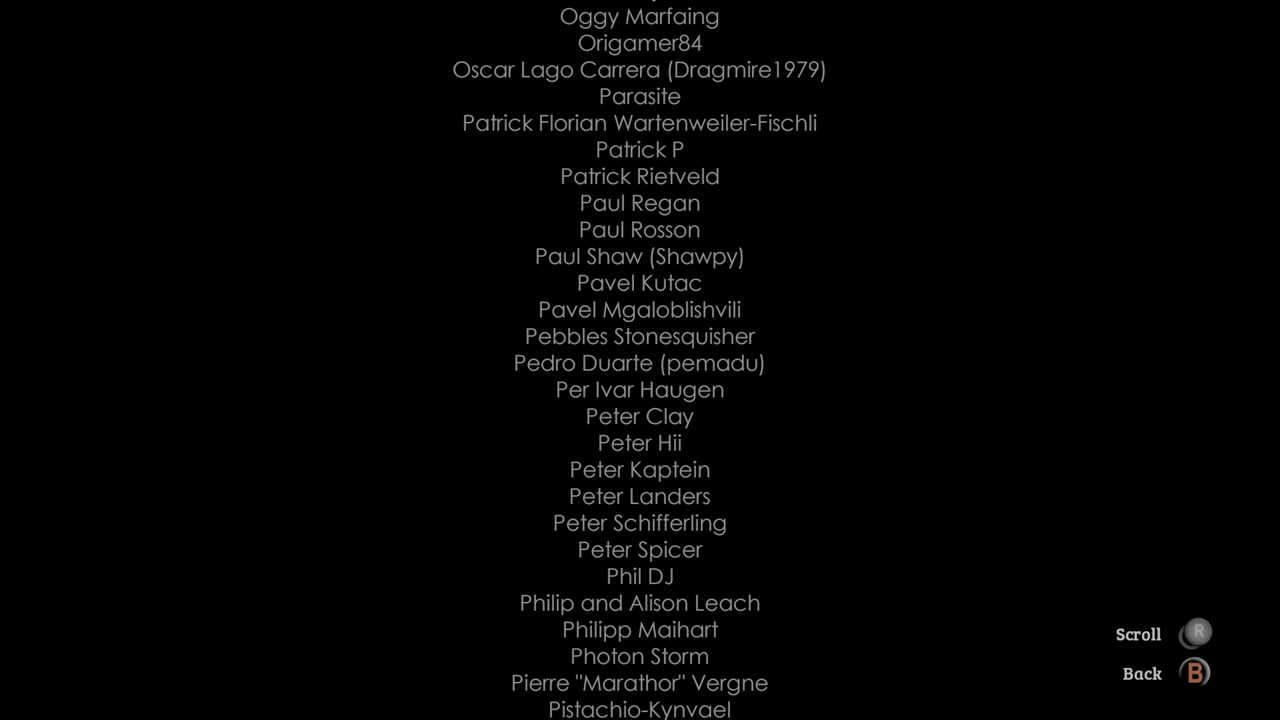 Oggy Marfaing
Origamer84
Oscar Lago Carrera (Dragmire1979)
Parasite
Patrick Florian Wartenweiler-Fischli
Patrick P
Patrick Rietveld
Paul Regan
Paul Rosson
Paul Shaw (Shawpy)
Pavel Kutac
Pavel Mgaloblishvili
Pebbles Stonesquisher
Pedro Duarte (pemadu)
Per Ivar Haugen
Peter Clay
Peter Hii
Peter Kaptein
Peter Landers
Peter Schifferling
Peter Spicer
Phil DJ
Philip and Alison Leach
Philipp Maihart
Photon Storm
Pierre "Marathor" Vergne
Pistachio-Kynvael
Scroll R
Back B